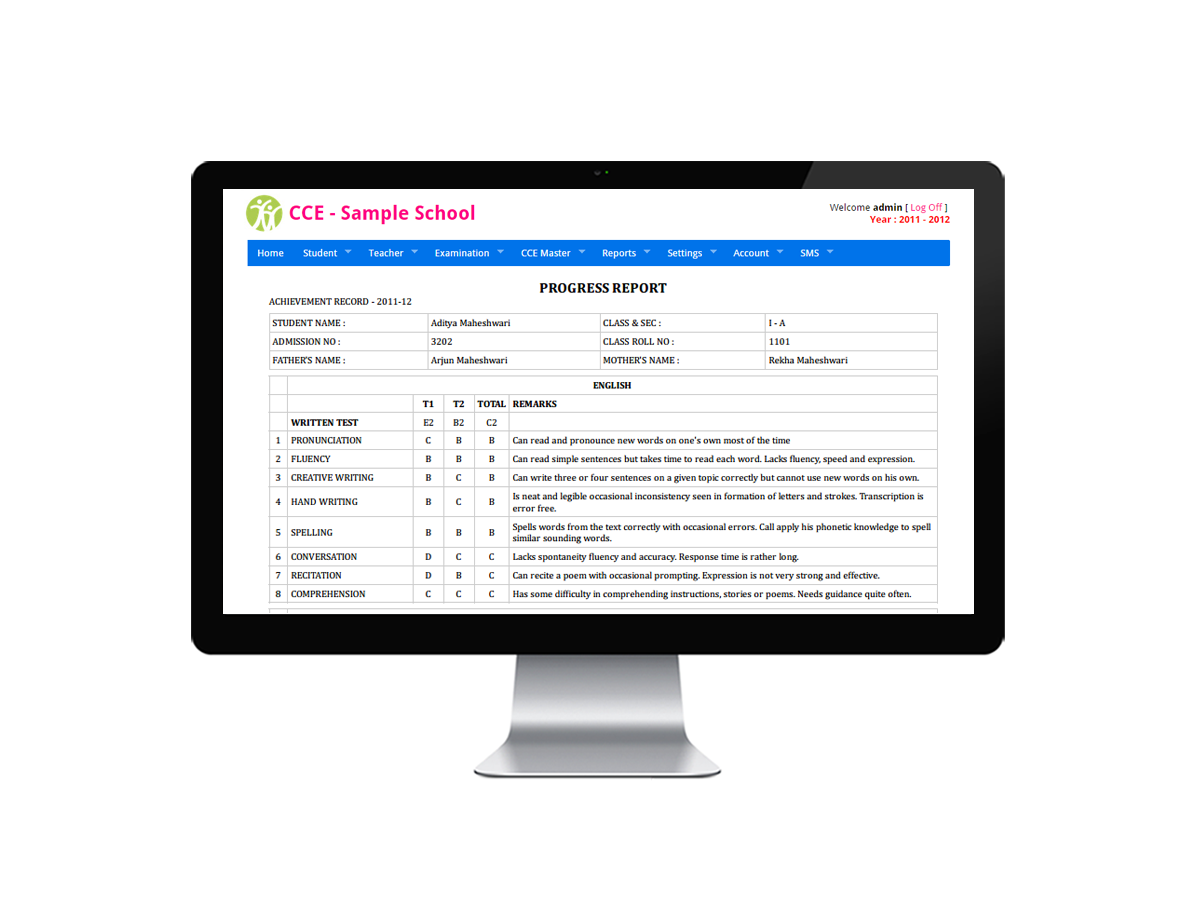 CCE - Sample School
Welcome admin [ Log Off ]
Year : 2011 - 2012
Home Student Teacher Examination CCE Master Reports Settings Account SMS
PROGRESS REPORT
ACHIEVEMENT RECORD - 2011-12
STUDENT NAME : Aditya Maheshwari CLASS & SEC : I - A
ADMISSION NO : 3202 CLASS ROLL NO : 1101
FATHER'S NAME : Arjun Maheshwari MOTHER'S NAME : Rekha Maheshwari
ENGLISH
T1 T2 TOTAL REMARKS
WRITTEN TEST E2 B2 C2
1 PRONUNCIATION C B B Can read and pronounce new words on one's own most of the time
2 FLUENCY B B B Can read simple sentences but takes time to read each word. Lacks fluency, speed and expression.
3 CREATIVE WRITING B C B Can write three or four sentences on a given topic correctly but cannot use new words on his own.
4 HAND WRITING B C B Is neat and legible occasional inconsistency seen in formation of letters and strokes. Transcription is
error free.
5 SPELLING B B B Spells words from the text correctly with occasional errors. Call apply his phonetic knowledge to spell
similar sounding words.
6 CONVERSATION D C C Lacks spontaneity fluency and accuracy. Response time is rather long.
7 RECITATION D B C Can recite a poem with occasional prompting. Expression is not very strong and effective.
8 COMPREHENSION C C C Has some difficulty in comprehending instructions, stories or poems. Needs guidance quite often.